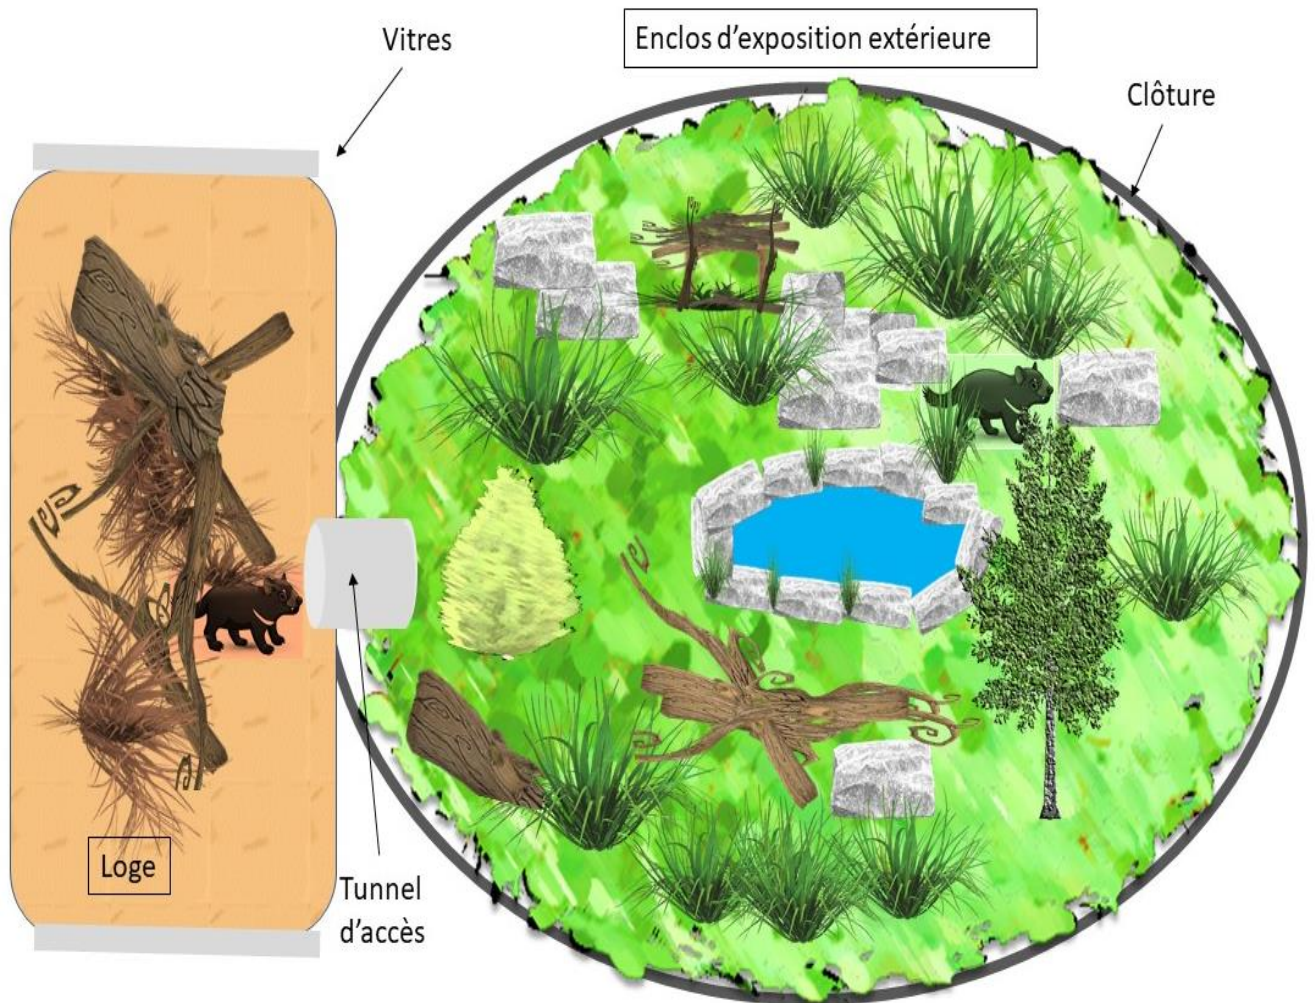 Vitres
Enclos d'exposition extérieure
Clôture
Loge
Tunnel
d'accès